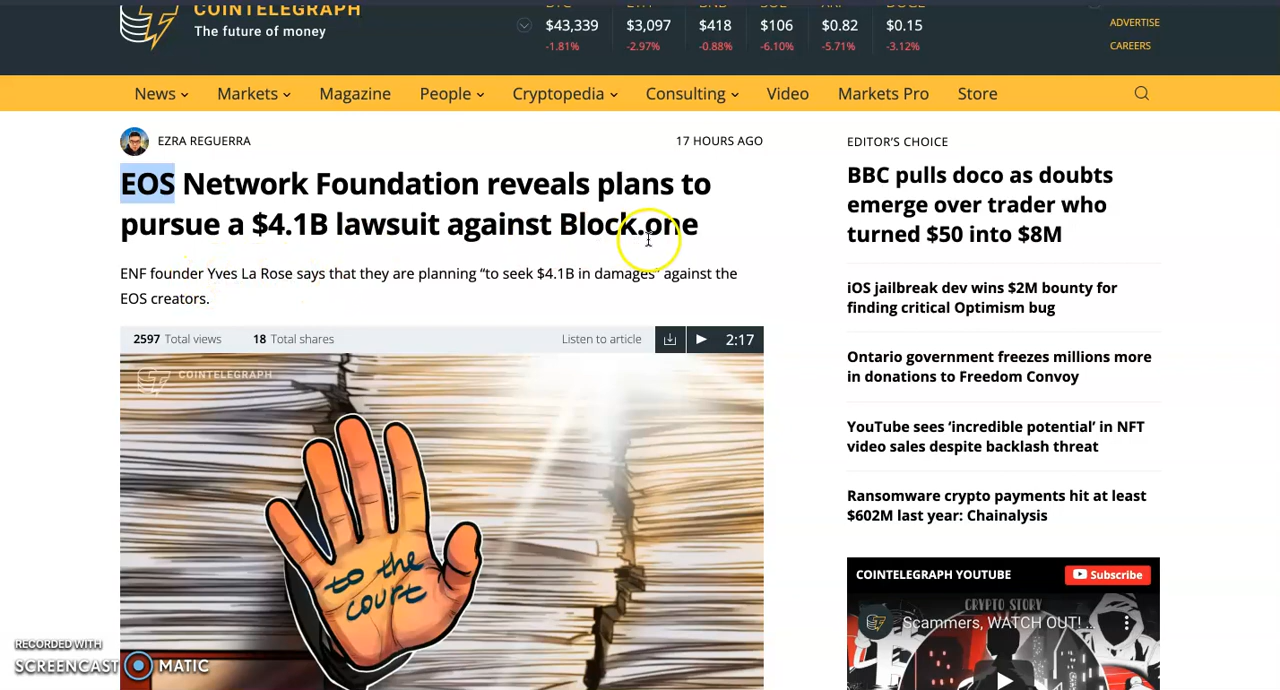 COINTELEGRAPH
The future of money
$43,339
$3,097
$418
$106
$0.82
$0.15
-1.81%
-2.97%
-0.88%
-6.10%
-5.71%
-3.12%
ADVERTISE
CAREERS
News
Markets
Magazine
People
Cryptopedia
Consulting
Video
Markets Pro
Store
EZRA REGUERRA
17 HOURS AGO
EOS Network Foundation reveals plans to
pursue a $4.1B lawsuit against Block.one
ENF founder Yves La Rose says that they are planning “to seek $4.1B in damages” against the
EOS creators.
2597 Total views
18 Total shares
Listen to article
2:17
COINTELEGRAPH
to the
court
EDITOR’S CHOICE
BBC pulls doco as doubts
emerge over trader who
turned $50 into $8M
iOS jailbreak dev wins $2M bounty for
finding critical Optimism bug
Ontario government freezes millions more
in donations to Freedom Convoy
YouTube sees ‘incredible potential’ in NFT
video sales despite backlash threat
Ransomware crypto payments hit at least
$602M last year: Chainalysis
COINTELEGRAPH YOUTUBE
Subscribe
CRYPTO STORY
Scammers, WATCH OUT! ...
RECORDED WITH
SCREENCAST MATIC